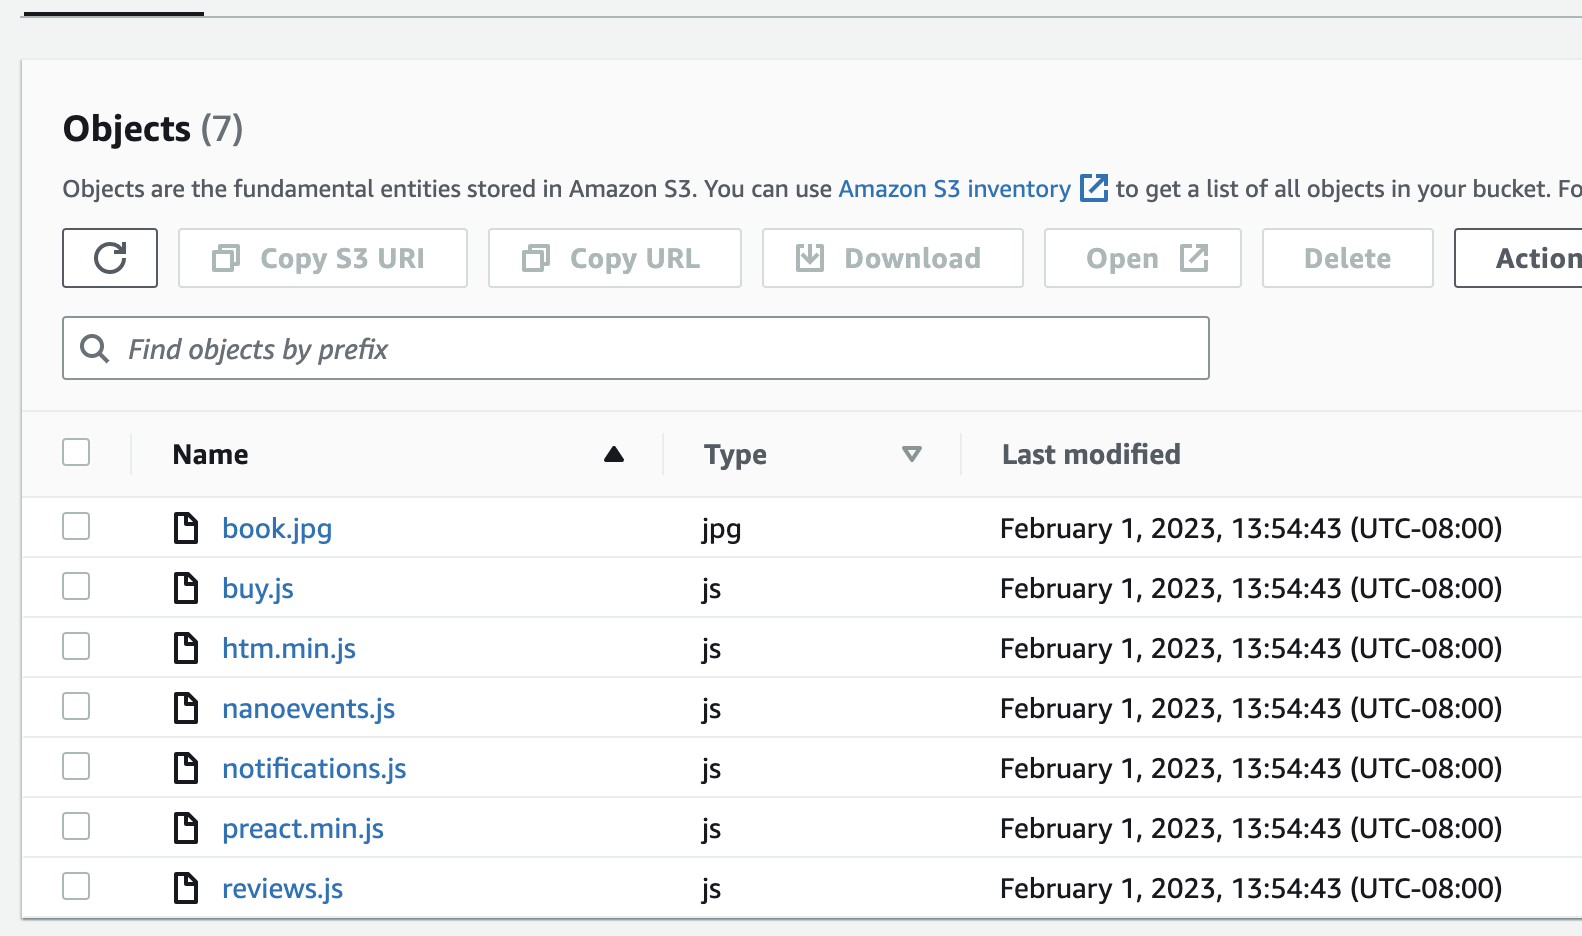 Objects (7)
Objects are the fundamental entities stored in Amazon S3. You can use Amazon S3 inventory to get a list of all objects in your bucket. Fo
Copy S3 URI Copy URL Download Open Delete Action
Find objects by prefix
Name Type Last modified
book.jpg jpg February 1, 2023, 13:54:43 (UTC-08:00)
buy.js js February 1, 2023, 13:54:43 (UTC-08:00)
htm.min.js js February 1, 2023, 13:54:43 (UTC-08:00)
nanoevents.js js February 1, 2023, 13:54:43 (UTC-08:00)
notifications.js js February 1, 2023, 13:54:43 (UTC-08:00)
preact.min.js js February 1, 2023, 13:54:43 (UTC-08:00)
reviews.js js February 1, 2023, 13:54:43 (UTC-08:00)